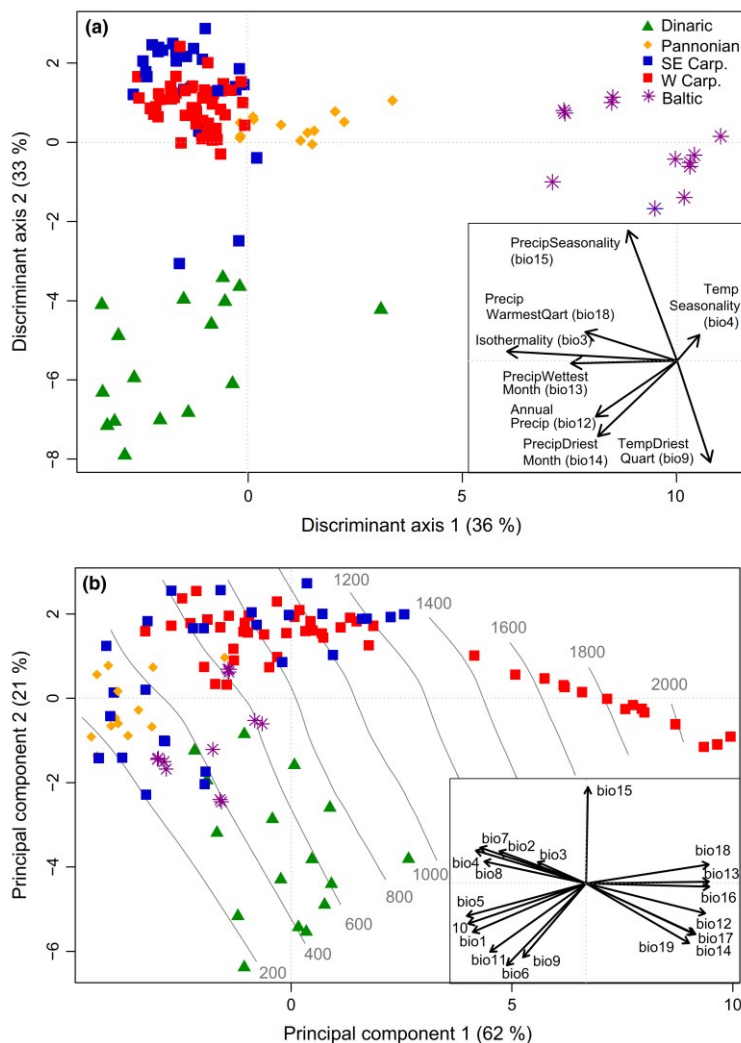 (a)
Dinaric
Pannonian
SE Carp.
W Carp.
Baltic
Discriminant axis 2 (33 %)
2
0
-2
-4
-6
-8
PrecipSeasonality
(bio15)
Temp
Seasonality
(bio4)
Precip
WarmestQart (bio18)
Isothermality (bio3)
PrecipWettest
Month (bio13)
Annual
Precip (bio12)
PrecipDriest
Month (bio14)
TempDriest
Quart (bio9)
0
5
10
Discriminant axis 1 (36 %)
(b)
Principal component 2 (21 %)
2
0
-2
-4
-6
1200
1400
1600
1800
2000
1000
800
600
400
200
bio15
bio7
bio2
bio3
bio4
bio8
bio18
bio13
bio16
bio5
10
bio1
bio11
bio6
bio9
bio12
bio17
bio19
bio14
0
5
10
Principal component 1 (62 %)